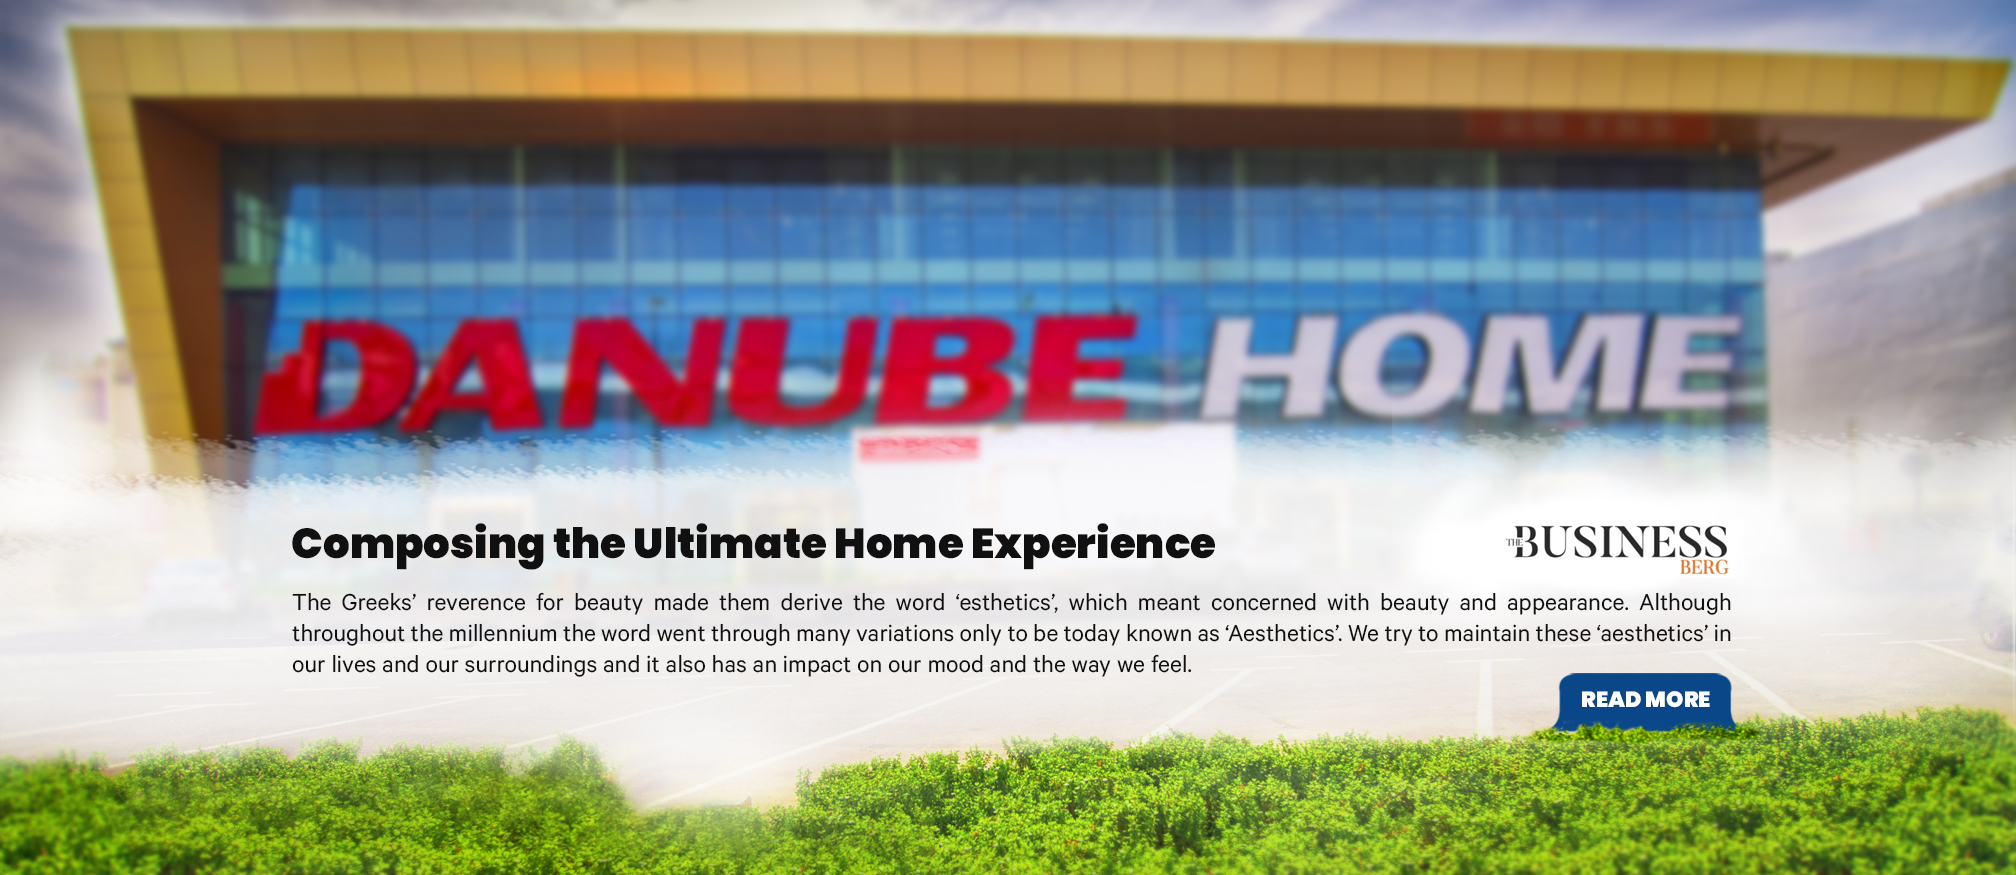 DANUBE HOME
Composing the Ultimate Home Experience
THE BUSINESS
BERG
The Greeks’ reverence for beauty made them derive the word ‘esthetics’, which meant concerned with beauty and appearance. Although
throughout the millennium the word went through many variations only to be today known as ‘Aesthetics’. We try to maintain these ‘aesthetics’ in
our lives and our surroundings and it also has an impact on our mood and the way we feel.
READ MORE